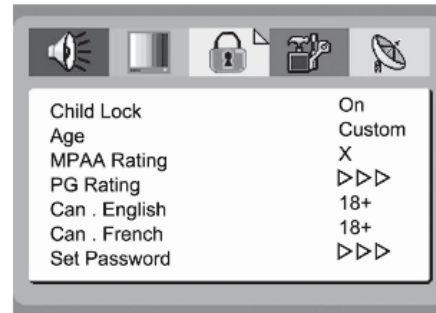 Child Lock On
Age Custom
MPAA Rating X
PG Rating ▷▷▷
Can . English 18+
Can . French 18+
Set Password ▷▷▷